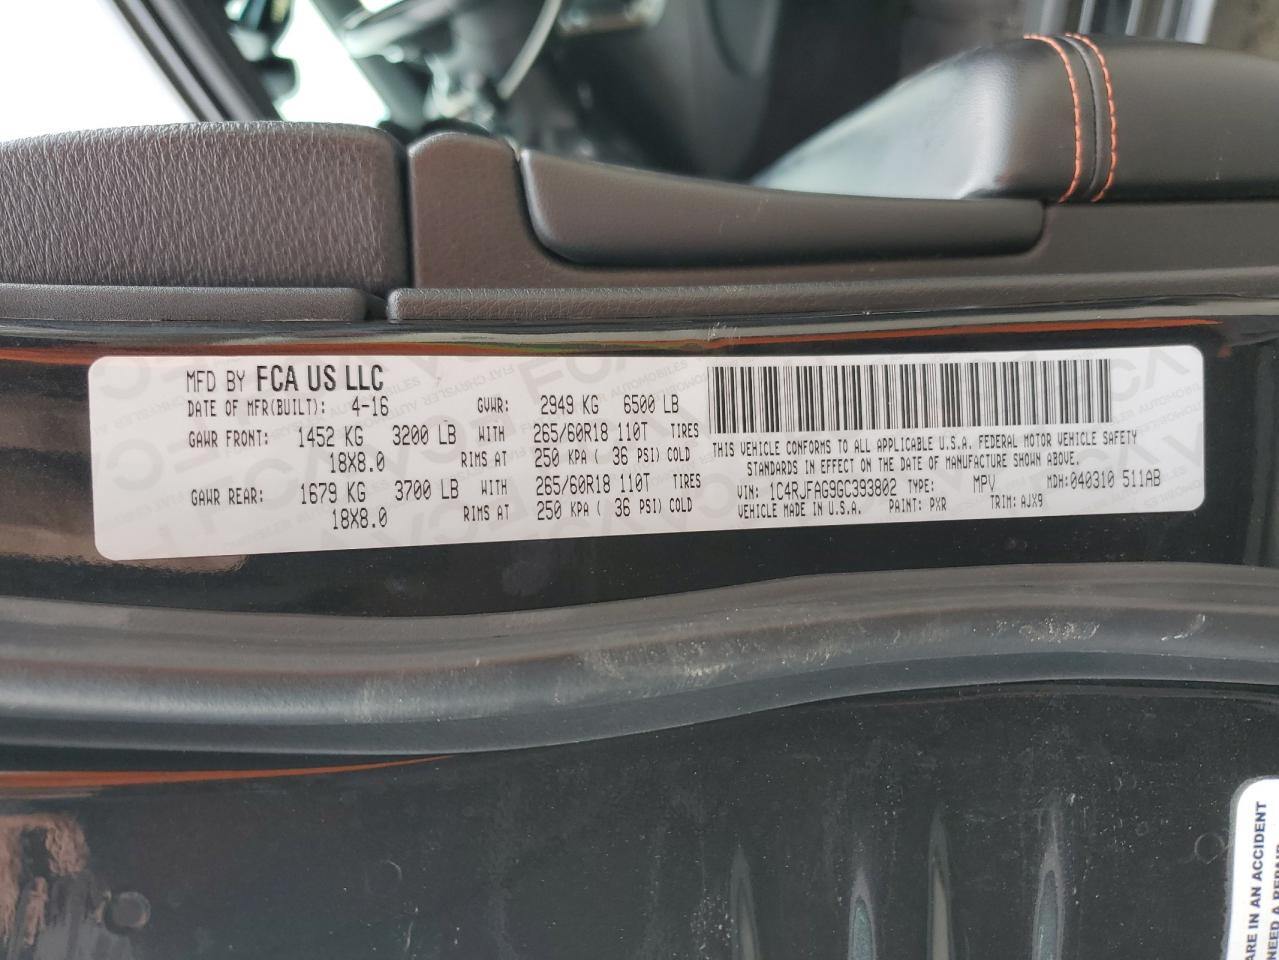 MFD BY FCA US LLC
DATE OF MFR(BUILT): 4-16 GVWR: 2949 KG 6500 LB
GAWR FRONT: 1452 KG 3200 LB WITH 265/60R18 110T TIRES
18X8.0 RIMS AT 250 KPA ( 36 PSI) COLD
GAWR REAR: 1679 KG 3700 LB WITH 265/60R18 110T TIRES
18X8.0 RIMS AT 250 KPA ( 36 PSI) COLD
THIS VEHICLE CONFORMS TO ALL APPLICABLE U.S.A. FEDERAL MOTOR VEHICLE SAFETY
STANDARDS IN EFFECT ON THE DATE OF MANUFACTURE SHOWN ABOVE.
VIN: 1C4RJFAG9GC393802 TYPE: MPV MDH:040310 511AB
VEHICLE MADE IN U.S.A. PAINT: PXR TRIM: AJX9
ARE IN AN ACCIDENT
NEED A REPAIR